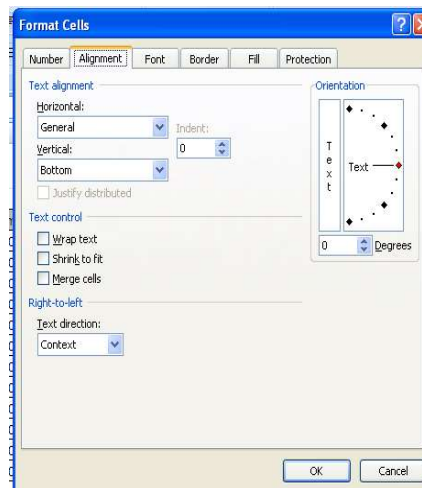 Format Cells
Number Alignment Font Border Fill Protection
Text alignment
Horizontal:
General
Indent:
Vertical:
0
Bottom
Justify distributed
Text control
Wrap text
Shrink to fit
Merge cells
Right-to-left
Text direction:
Context
Orientation
Text
Text
0 Degrees
OK Cancel